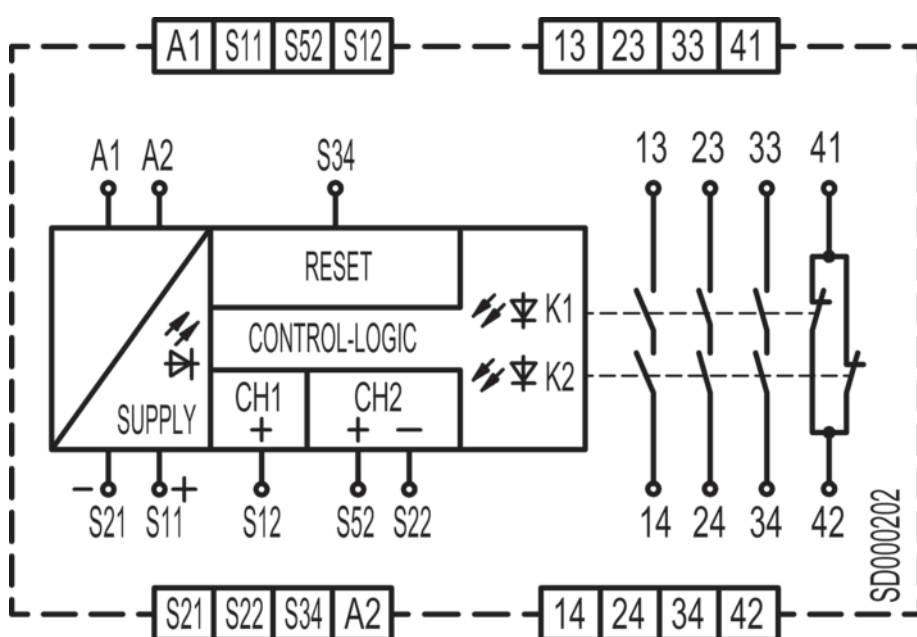 A1 S11 S52 S12 13 23 33 41
A1 A2 S34 13 23 33 41
RESET
K1
CONTROL-LOGIC
K2
CH1 CH2
SUPPLY + + −
− + 
S21 S11 S12 S52 S22 14 24 34 42
SD000202
S21 S22 S34 A2 14 24 34 42